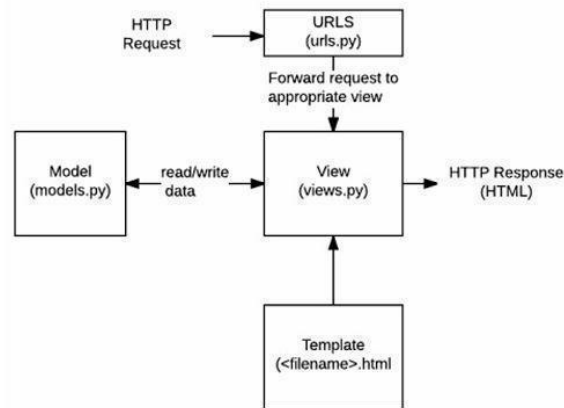 HTTP
Request
URLS
(urls.py)
Forward request to
appropriate view
Model
(models.py)
read/write
data
View
(views.py)
HTTP Response
(HTML)
Template
(<filename>.html